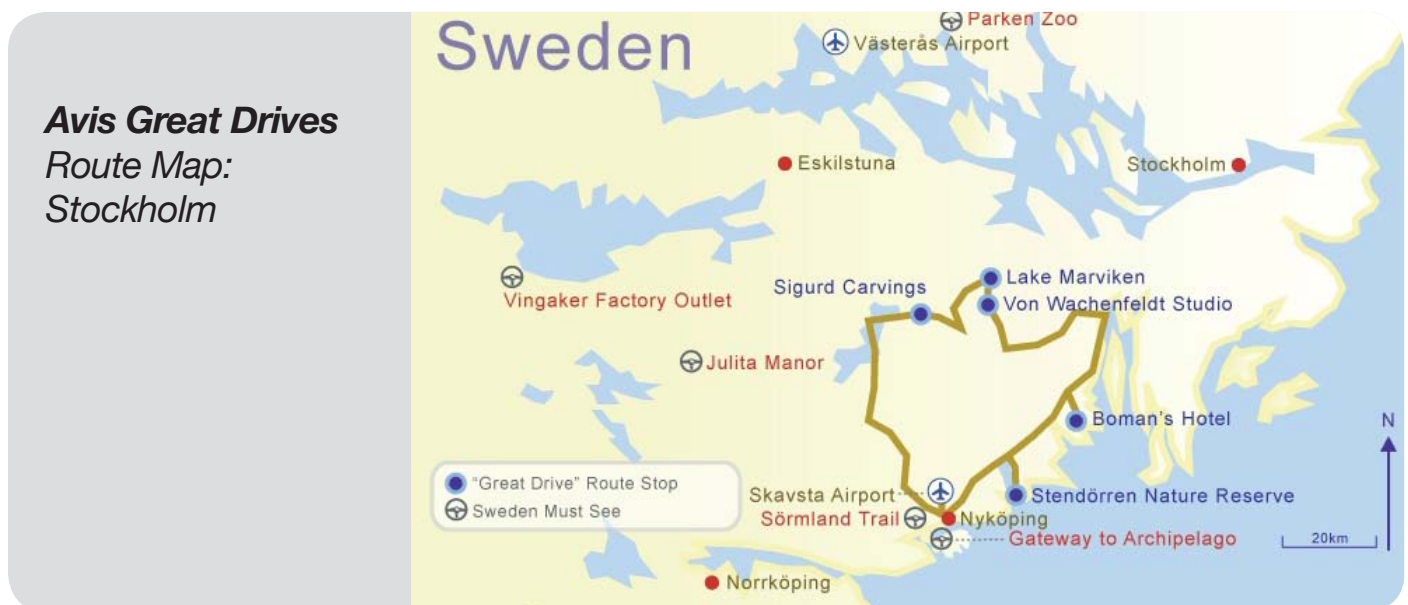 Avis Great Drives
Route Map:
Stockholm
Sweden
Parken Zoo
Västerås Airport
Eskilstuna
Stockholm
Vingaker Factory Outlet
Sigurd Carvings
Lake Marviken
Von Wachenfeldt Studio
Julita Manor
Boman's Hotel
N
"Great Drive" Route Stop
Sweden Must See
Skavsta Airport
Stendörren Nature Reserve
Sörmland Trail
Nyköping
Gateway to Archipelago
20km
Norrköping